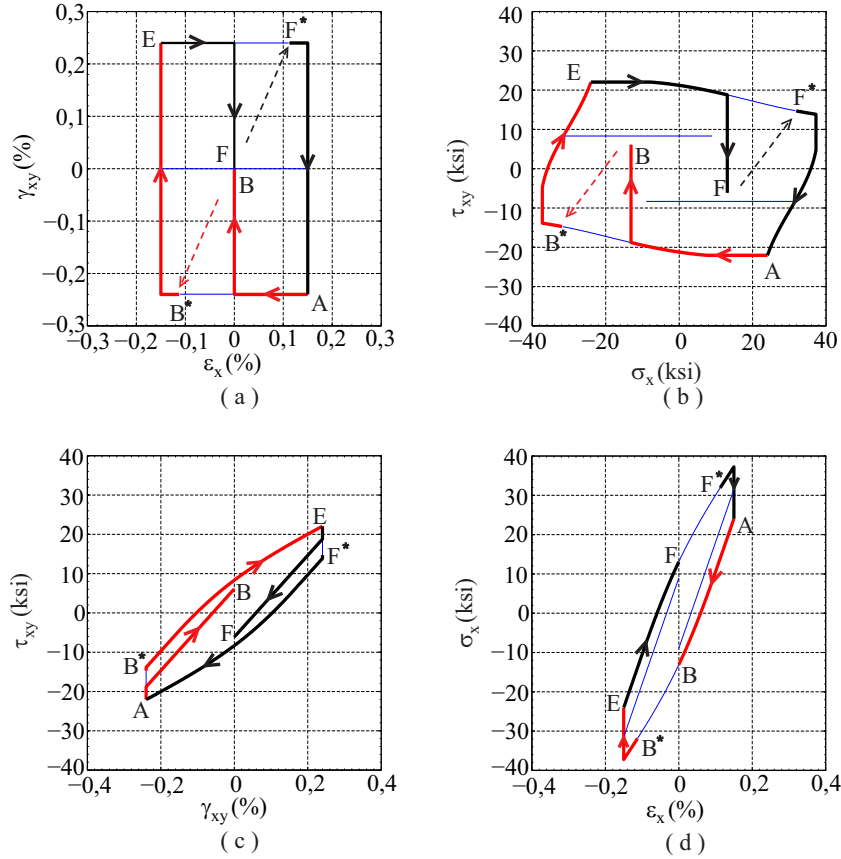 0,3
0,2
0,1
0
−0,1
−0,2
−0,3
γxy (%)
E
F*
F
B
B*
A
−0,3
−0,2
−0,1
0
0,1
0,2
0,3
εx (%)
( a )
40
30
20
10
0
−10
−20
−30
−40
τxy (ksi)
E
F*
B
F
B*
A
−40
−20
0
20
40
σx (ksi)
( b )
40
30
20
10
0
−10
−20
−30
−40
τxy (ksi)
E
F*
B
F
B*
A
−0,4
−0,2
0
0,2
0,4
γxy (%)
( c )
40
30
20
10
0
−10
−20
−30
−40
σx (ksi)
F*
A
F
B
E
B*
−0,4
−0,2
0
0,2
0,4
εx (%)
( d )